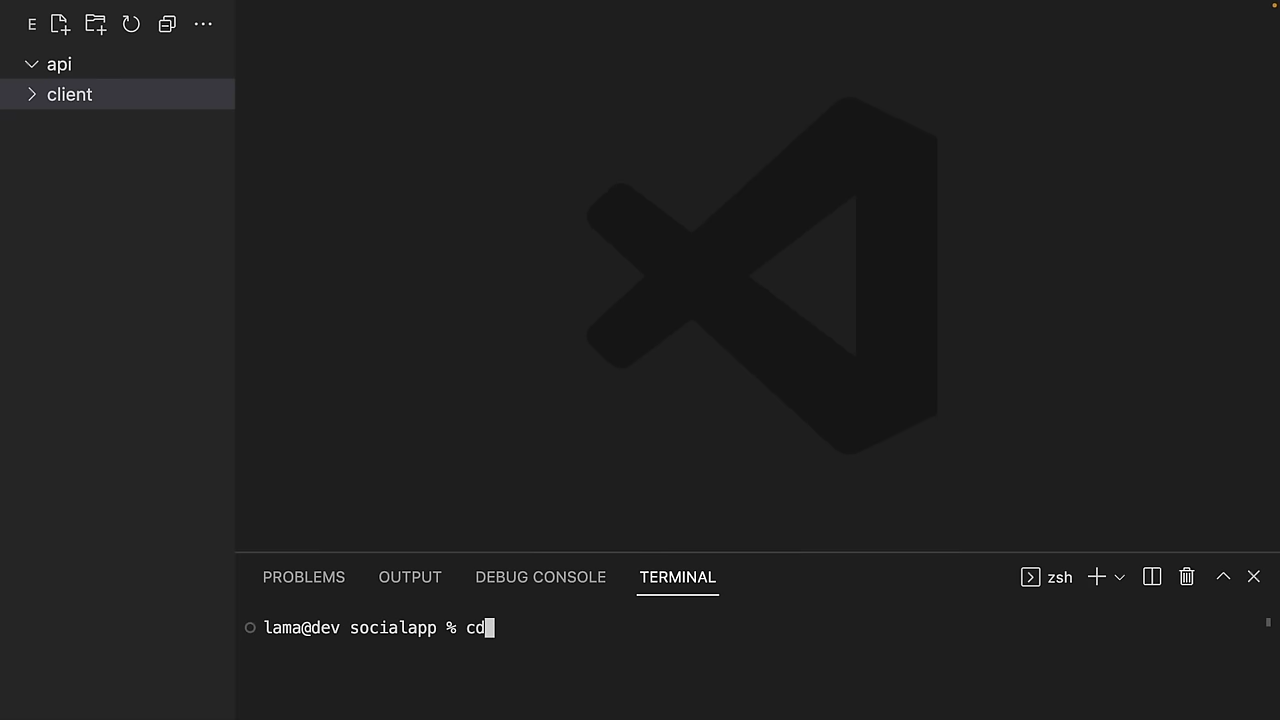 E
api
client
PROBLEMS OUTPUT DEBUG CONSOLE TERMINAL zsh
lama@dev socialapp % cd